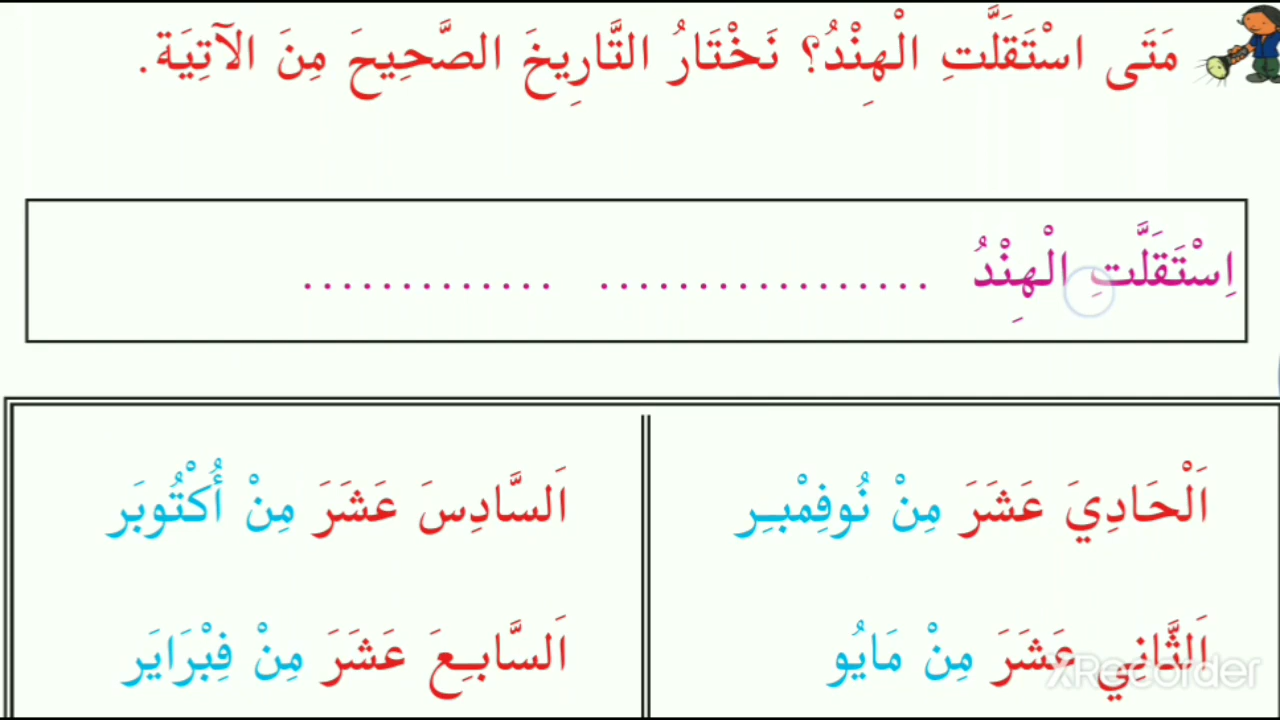 مَتَى اسْتَقَلَّتِ الْهِنْدُ؟ نَخْتَارُ التَّارِيخَ الصَّحِيحَ مِنَ الآتِيَة.
اِسْتَقَلَّتِ الْهِنْدُ ................. .............
اَلْحَادِيَ عَشَرَ مِنْ نُوفِمْبِـر
اَلسَّادِسَ عَشَرَ مِنْ أُكْتُوبَر
اَلثَّانِي عَشَرَ مِنْ مَايُو
اَلسَّابِـعَ عَشَرَ مِنْ فِبْرَايَر
XRecorder